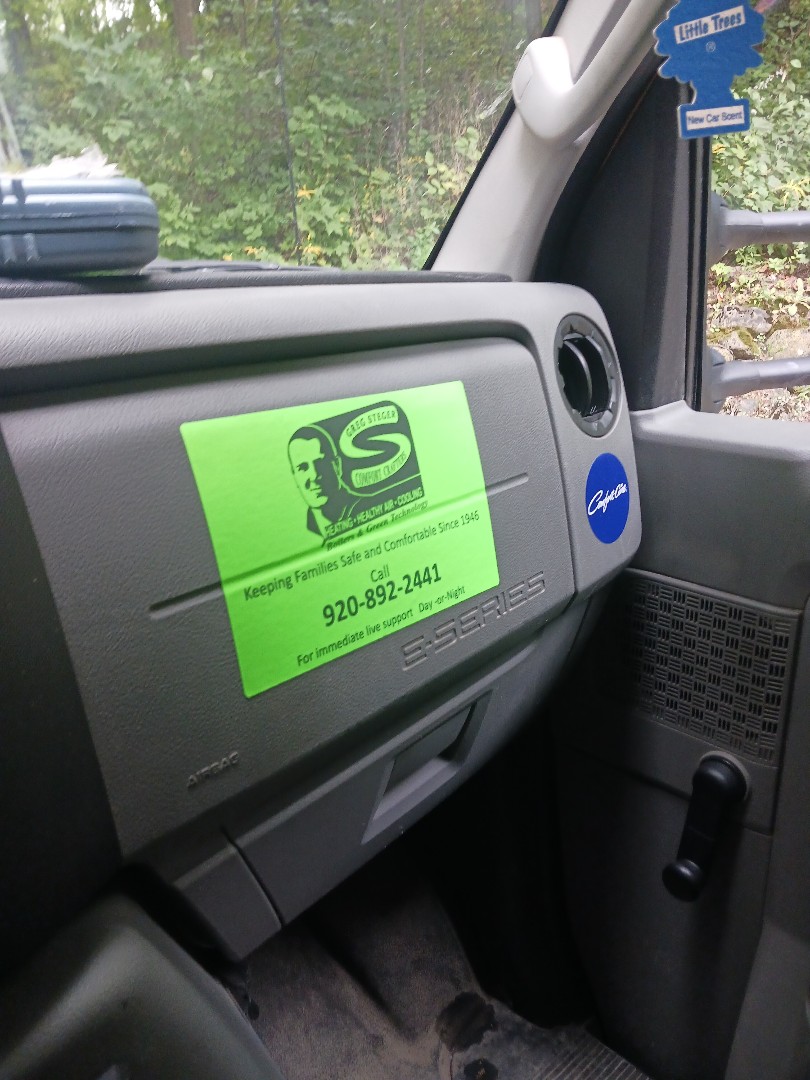 Little Trees
New Car Scent
GREG STEGER
S
COMFORT CRAFTERS
HEATING • HEALTHY AIR • COOLING
Boilers & Green Technology
Keeping Families Safe and Comfortable Since 1946
Call
920-892-2441
For immediate live support Day -or-Night
E-SERIES
AIRBAG